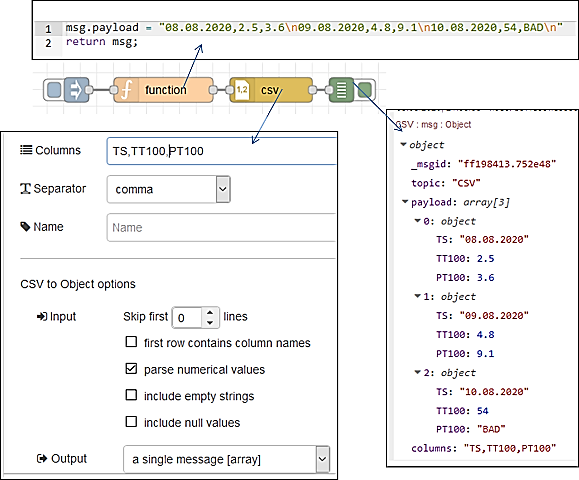 1 msg.payload = "08.08.2020,2.5,3.6\n09.08.2020,4.8,9.1\n10.08.2020,54,BAD\n"
2 return msg;
function
1,2
csv
Columns TS,TT100,PT100
Separator comma
Name Name
CSV to Object options
Input Skip first 0 lines
first row contains column names
parse numerical values
include empty strings
include null values
Output a single message [array]
CSV : msg : Object
object
_msgid: "ff198413.752e48"
topic: "CSV"
payload: array[3]
0: object
TS: "08.08.2020"
TT100: 2.5
PT100: 3.6
1: object
TS: "09.08.2020"
TT100: 4.8
PT100: 9.1
2: object
TS: "10.08.2020"
TT100: 54
PT100: "BAD"
columns: "TS,TT100,PT100"